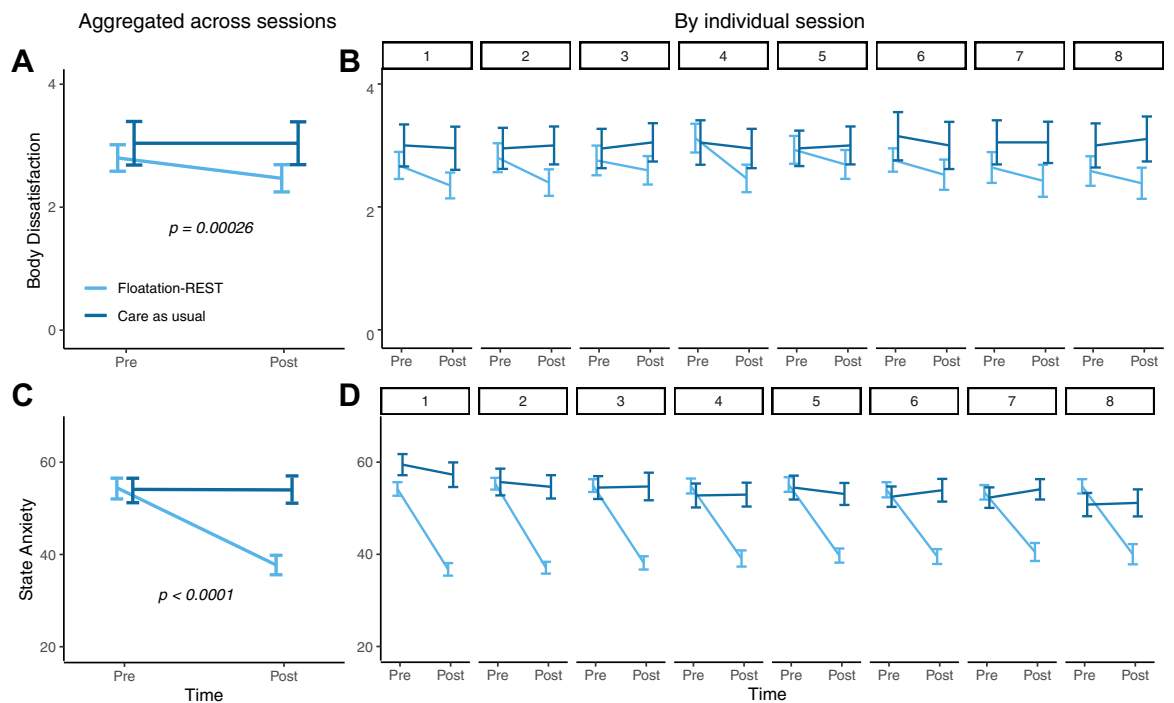 Aggregated across sessions
By individual session
A
B
1 2 3 4 5 6 7 8
Body Dissatisfaction
4
2
0
p = 0.00026
Floatation-REST
Care as usual
Pre Post
4
2
0
Pre Post Pre Post Pre Post Pre Post Pre Post Pre Post Pre Post Pre Post
C
D
1 2 3 4 5 6 7 8
State Anxiety
60
40
20
p < 0.0001
Pre Post
Time
60
40
20
Pre Post Pre Post Pre Post Pre Post Pre Post Pre Post Pre Post Pre Post
Time